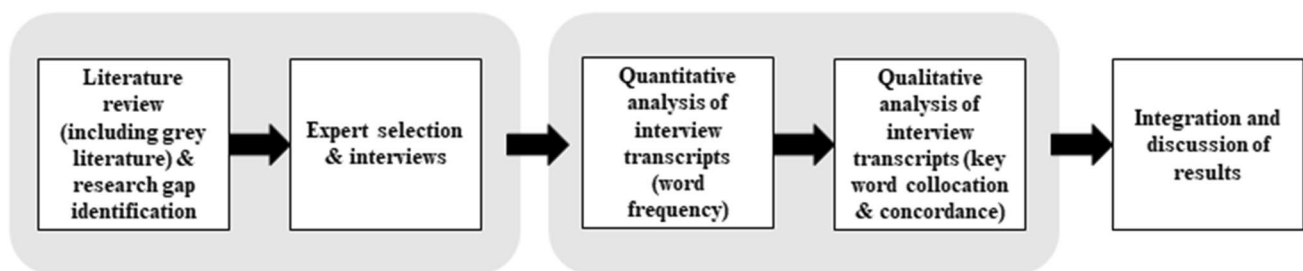 Literature
review
(including grey
literature) &
research gap
identification
Expert selection
& interviews
Quantitative
analysis of
interview
transcripts
(word
frequency)
Qualitative
analysis of
interview
transcripts (key
word collocation
& concordance)
Integration and
discussion of
results